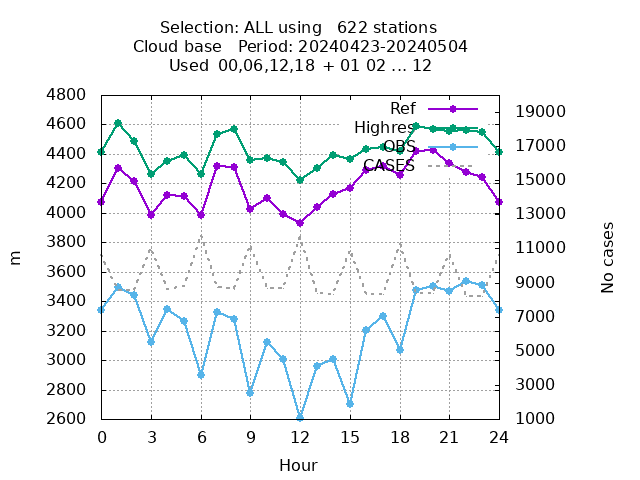 Selection: ALL using   622 stations
Cloud base   Period: 20240423-20240504
Used  00,06,12,18 + 01 02 ... 12
4800
4600
4400
4200
4000
3800
3600
3400
3200
3000
2800
2600
m
19000
17000
15000
13000
11000
9000
7000
5000
3000
1000
No cases
Ref
Highres
OBS
CASES
0 3 6 9 12 15 18 21 24
Hour